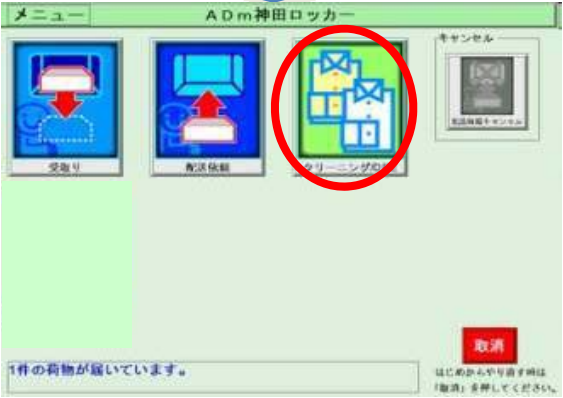 メニュー
ADm神田ロッカー
キャンセル
受取り
配送依頼
クリーニング
取消
1件の荷物が届いています。
はじめからやり直す時は
「取消」を押してください。